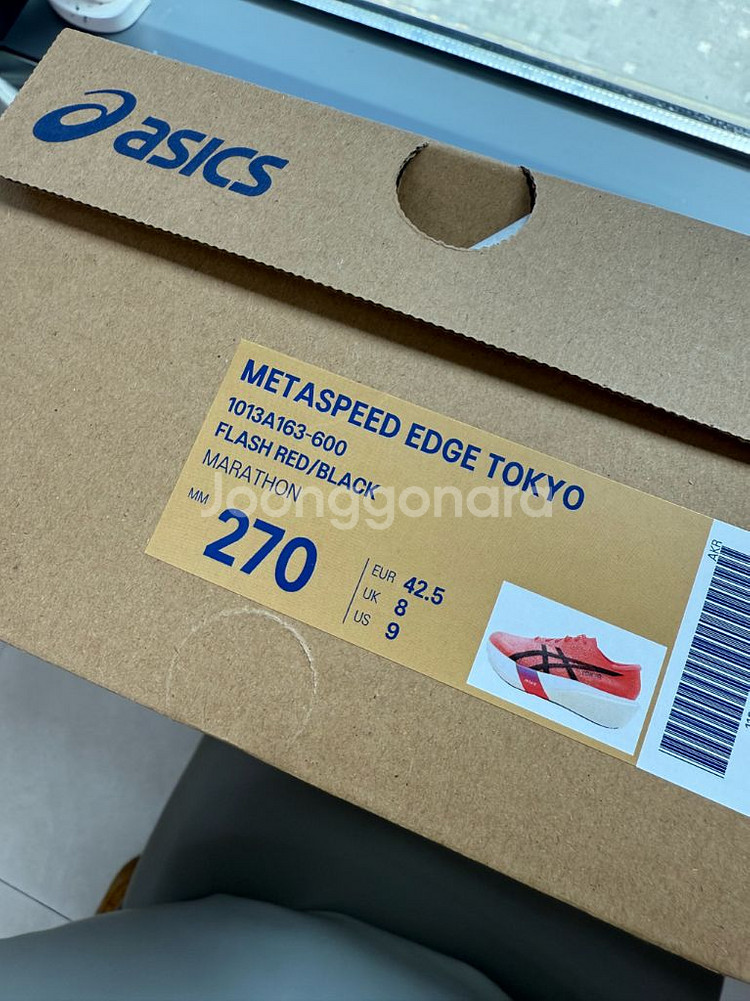 asics
METASPEED EDGE TOKYO
1013A163-600
FLASH RED/BLACK
MARATHON
Joonggonara
MM 270
EUR 42.5
UK 8
US 9
AKR